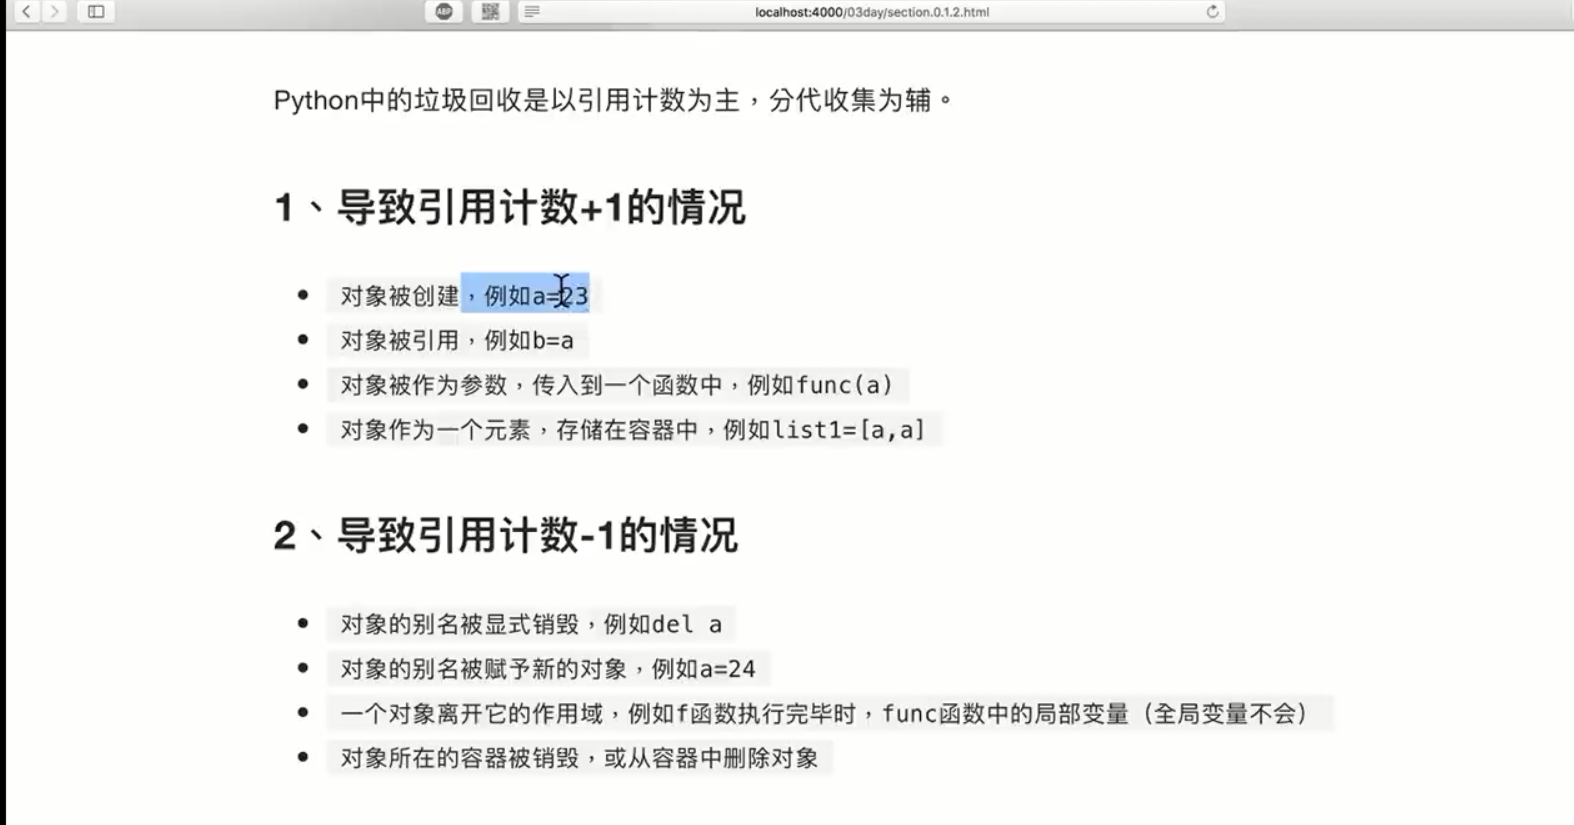 ABP
localhost:4000/03day/section.0.1.2.html
Python中的垃圾回收是以引用计数为主，分代收集为辅。
1、导致引用计数+1的情况
对象被创建，例如a=23
对象被引用，例如b=a
对象被作为参数，传入到一个函数中，例如func(a)
对象作为一个元素，存储在容器中，例如list1=[a,a]
2、导致引用计数-1的情况
对象的别名被显式销毁，例如del a
对象的别名被赋予新的对象，例如a=24
一个对象离开它的作用域，例如f函数执行完毕时，func函数中的局部变量（全局变量不会）
对象所在的容器被销毁，或从容器中删除对象